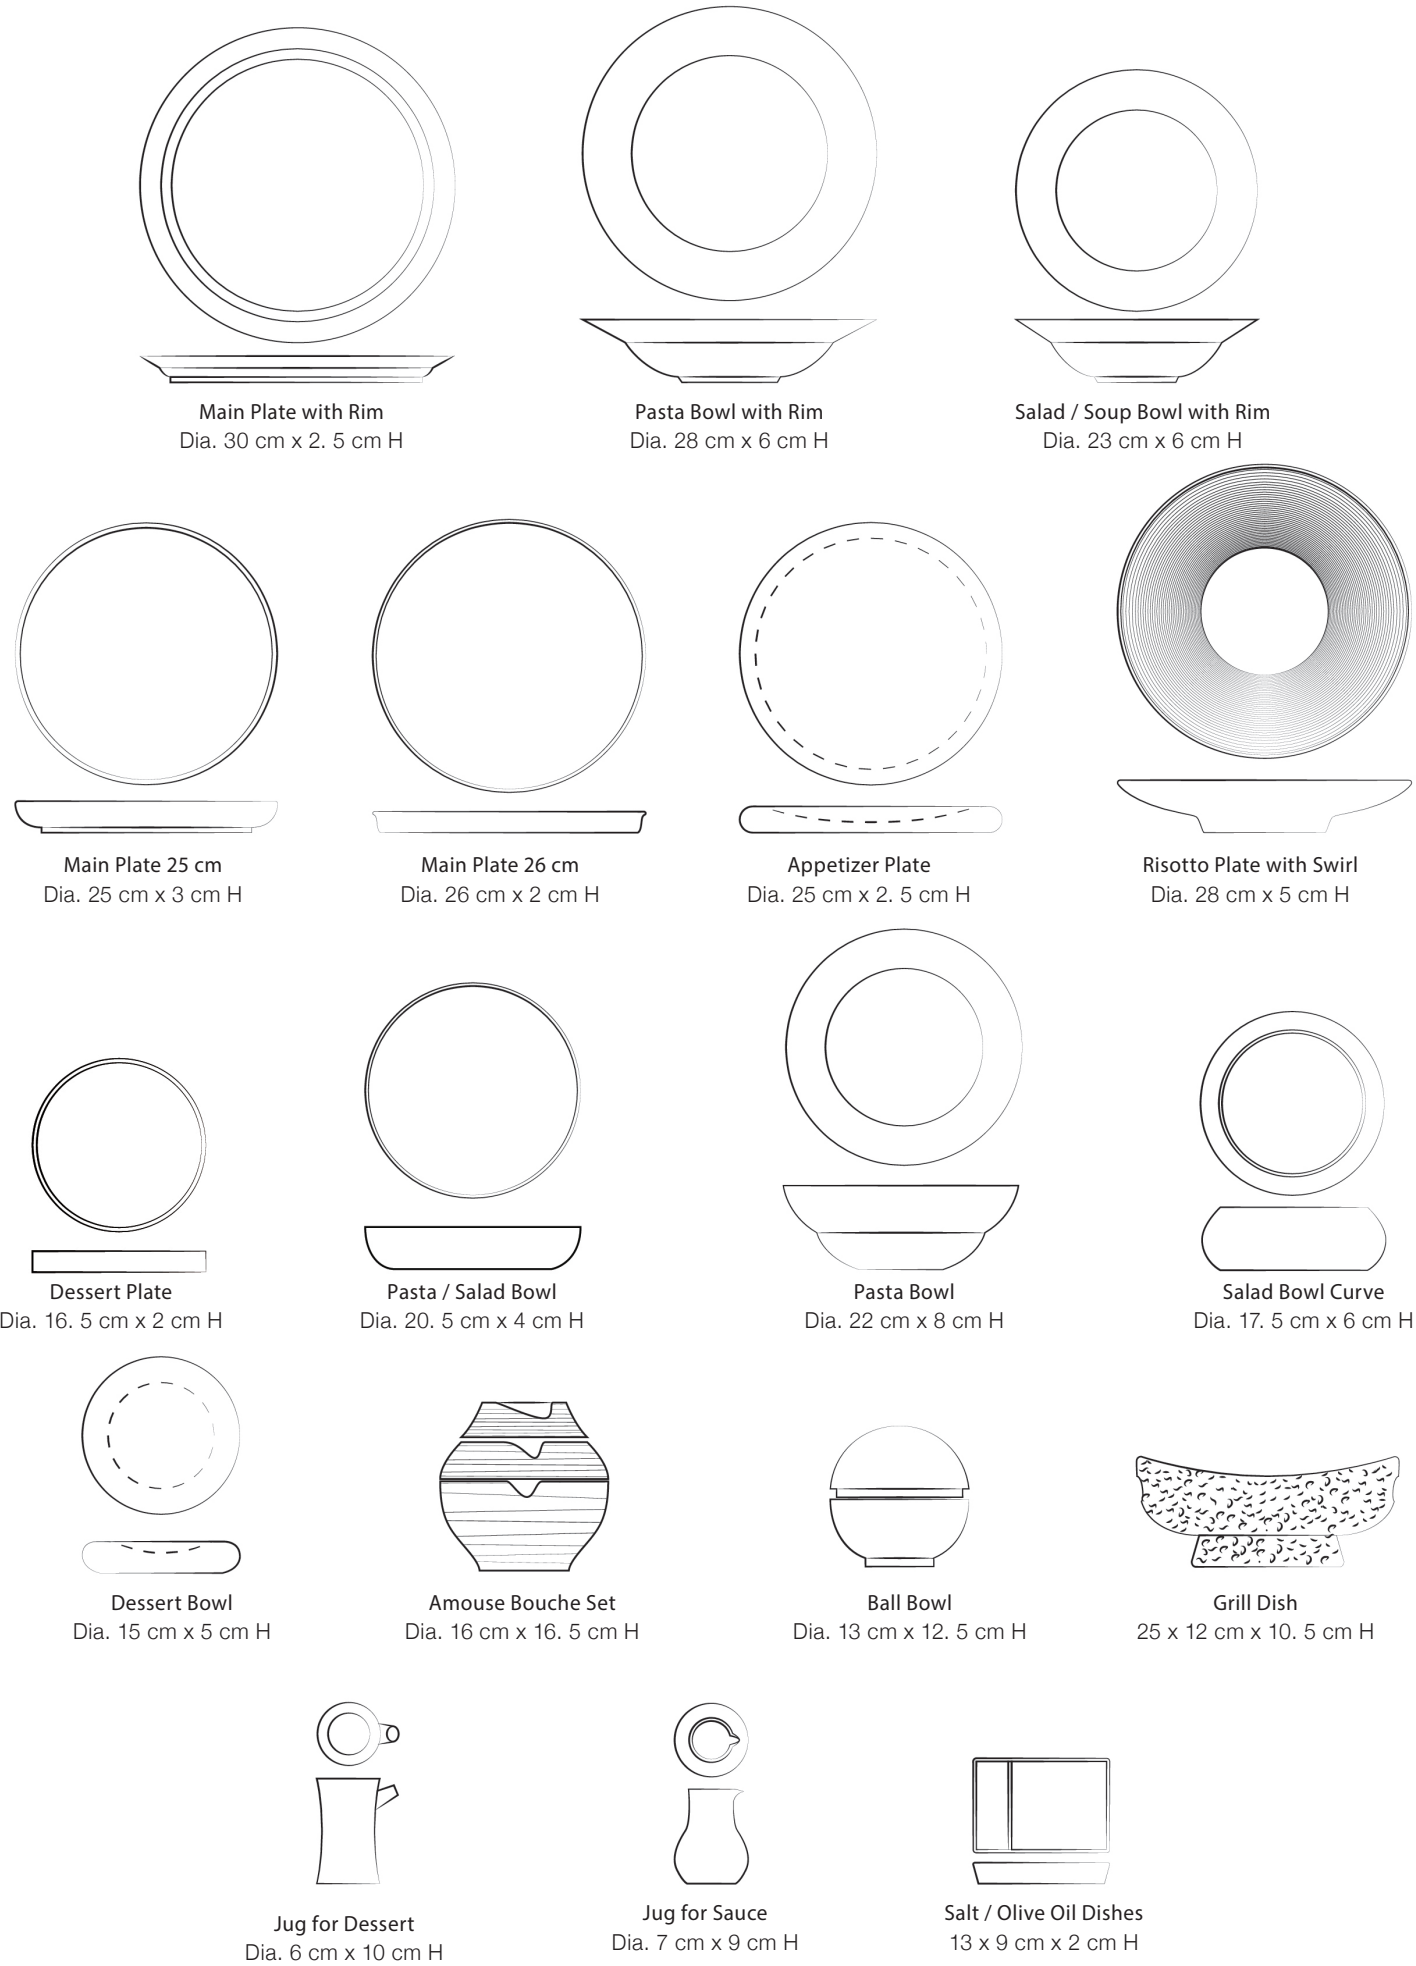 Main Plate with Rim
Dia. 30 cm x 2. 5 cm H
Pasta Bowl with Rim
Dia. 28 cm x 6 cm H
Salad / Soup Bowl with Rim
Dia. 23 cm x 6 cm H
Main Plate 25 cm
Dia. 25 cm x 3 cm H
Main Plate 26 cm
Dia. 26 cm x 2 cm H
Appetizer Plate
Dia. 25 cm x 2. 5 cm H
Risotto Plate with Swirl
Dia. 28 cm x 5 cm H
Dessert Plate
Dia. 16. 5 cm x 2 cm H
Pasta / Salad Bowl
Dia. 20. 5 cm x 4 cm H
Pasta Bowl
Dia. 22 cm x 8 cm H
Salad Bowl Curve
Dia. 17. 5 cm x 6 cm H
Dessert Bowl
Dia. 15 cm x 5 cm H
Amouse Bouche Set
Dia. 16 cm x 16. 5 cm H
Ball Bowl
Dia. 13 cm x 12. 5 cm H
Grill Dish
25 x 12 cm x 10. 5 cm H
Jug for Dessert
Dia. 6 cm x 10 cm H
Jug for Sauce
Dia. 7 cm x 9 cm H
Salt / Olive Oil Dishes
13 x 9 cm x 2 cm H